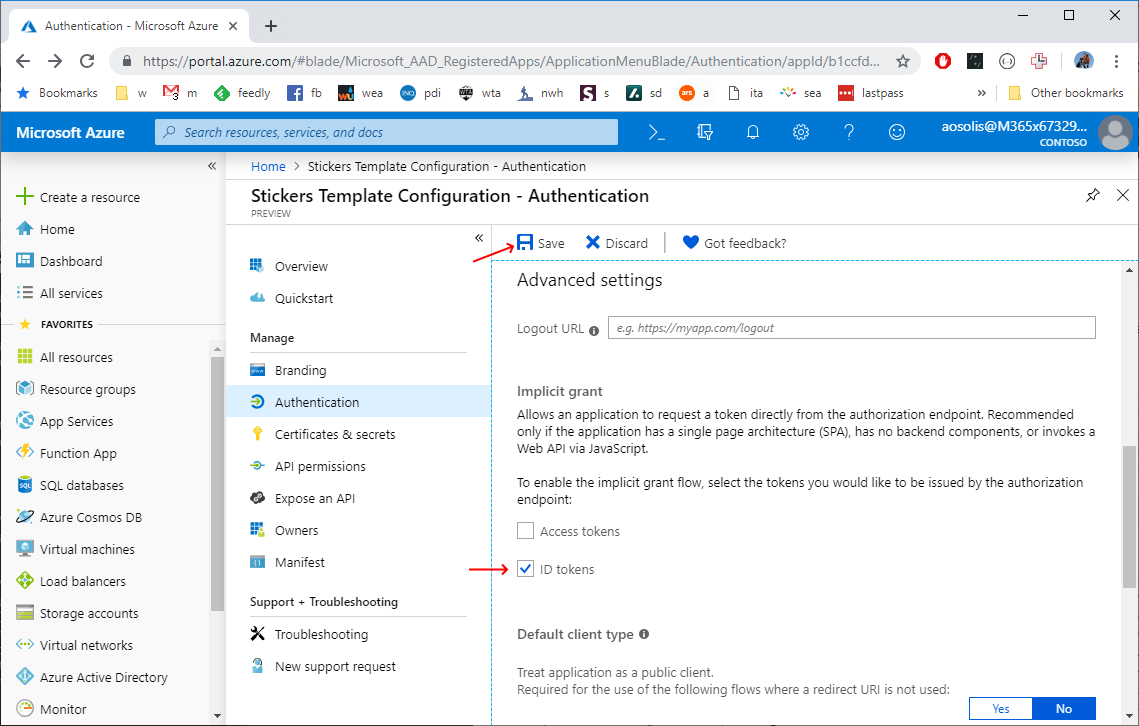 Authentication - Microsoft Azure
https://portal.azure.com/#blade/Microsoft_AAD_RegisteredApps/ApplicationMenuBlade/Authentication/appId/b1ccfd...
Bookmarks w m feedly fb wea pdi wta nwh s sd a ita sea lastpass » Other bookmarks
Microsoft Azure
Search resources, services, and docs
aosolis@M365x67329...
CONTOSO
Create a resource
Home
Dashboard
All services
FAVORITES
All resources
Resource groups
App Services
Function App
SQL databases
Azure Cosmos DB
Virtual machines
Load balancers
Storage accounts
Virtual networks
Azure Active Directory
Monitor
Home > Stickers Template Configuration - Authentication
Stickers Template Configuration - Authentication
PREVIEW
Overview
Quickstart
Manage
Branding
Authentication
Certificates & secrets
API permissions
Expose an API
Owners
Manifest
Support + Troubleshooting
Troubleshooting
New support request
Save Discard Got feedback?
Advanced settings
Logout URL e.g. https://myapp.com/logout
Implicit grant
Allows an application to request a token directly from the authorization endpoint. Recommended
only if the application has a single page architecture (SPA), has no backend components, or invokes a
Web API via JavaScript.
To enable the implicit grant flow, select the tokens you would like to be issued by the authorization
endpoint:
Access tokens
ID tokens
Default client type
Treat application as a public client.
Required for the use of the following flows where a redirect URI is not used:
Yes No